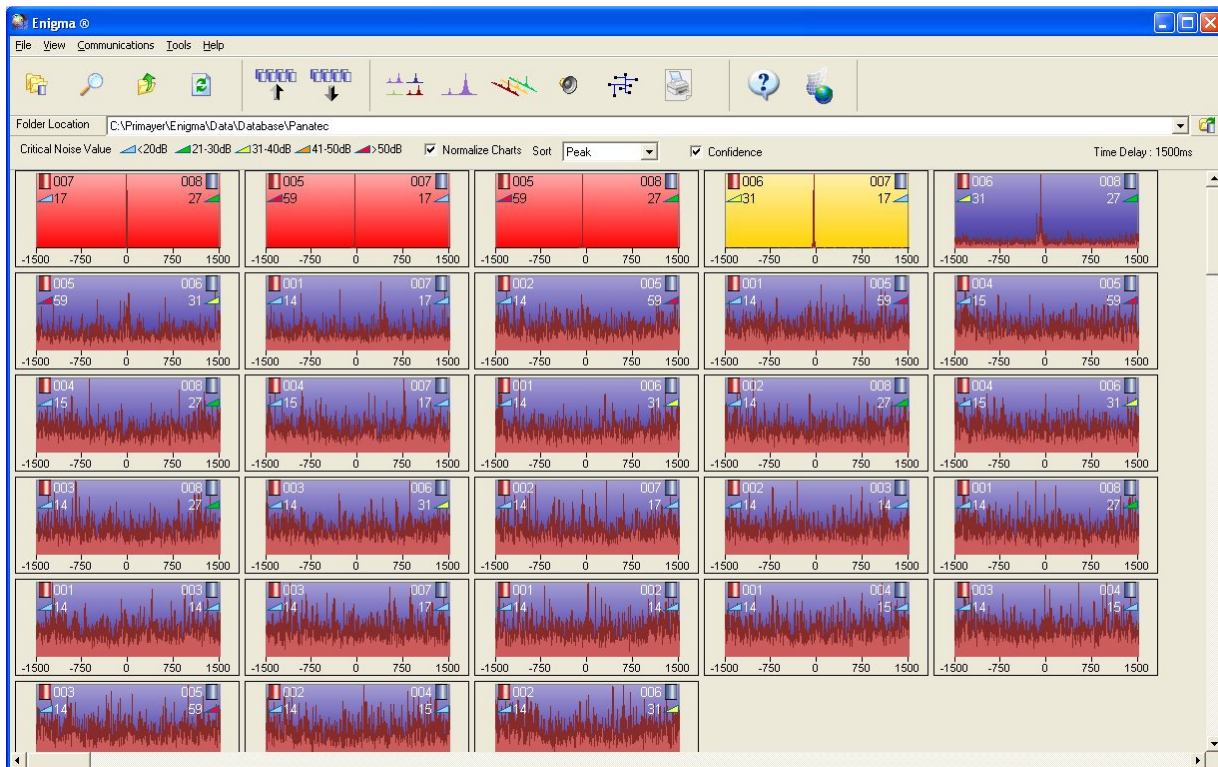 Enigma ®
File View Communications Tools Help
Folder Location C:\Primayer\Enigma\Data\Database\Panatec
Critical Noise Value <20dB 21-30dB 31-40dB 41-50dB >50dB Normalize Charts Sort Peak Confidence Time Delay : 1500ms
007 008 005 007 005 008 006 007 006 008
17 27 59 17 59 27 31 17 31 27
-1500 -750 0 750 1500 -1500 -750 0 750 1500 -1500 -750 0 750 1500 -1500 -750 0 750 1500 -1500 -750 0 750 1500
005 006 001 007 002 005 001 005 004 005
59 31 14 17 14 59 14 59 15 59
-1500 -750 0 750 1500 -1500 -750 0 750 1500 -1500 -750 0 750 1500 -1500 -750 0 750 1500 -1500 -750 0 750 1500
004 008 004 007 001 006 002 008 004 006
15 27 15 17 14 31 14 27 15 31
-1500 -750 0 750 1500 -1500 -750 0 750 1500 -1500 -750 0 750 1500 -1500 -750 0 750 1500 -1500 -750 0 750 1500
003 008 003 006 002 007 002 003 001 008
14 27 14 31 14 17 14 14 14 27
-1500 -750 0 750 1500 -1500 -750 0 750 1500 -1500 -750 0 750 1500 -1500 -750 0 750 1500 -1500 -750 0 750 1500
001 003 003 007 001 002 001 004 003 004
14 14 14 17 14 14 14 15 14 15
-1500 -750 0 750 1500 -1500 -750 0 750 1500 -1500 -750 0 750 1500 -1500 -750 0 750 1500 -1500 -750 0 750 1500
003 005 002 004 002 006
14 59 14 15 14 31